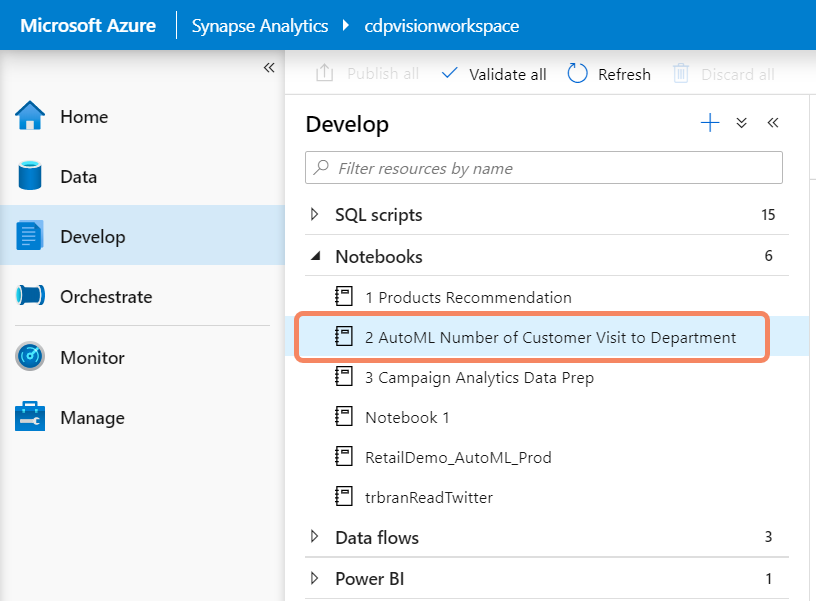 Microsoft Azure Synapse Analytics cdpvisionworkspace
Publish all Validate all Refresh Discard all
Home
Data
Develop
Orchestrate
Monitor
Manage
Develop
Filter resources by name
SQL scripts 15
Notebooks 6
1 Products Recommendation
2 AutoML Number of Customer Visit to Department
3 Campaign Analytics Data Prep
Notebook 1
RetailDemo_AutoML_Prod
trbranReadTwitter
Data flows 3
Power BI 1